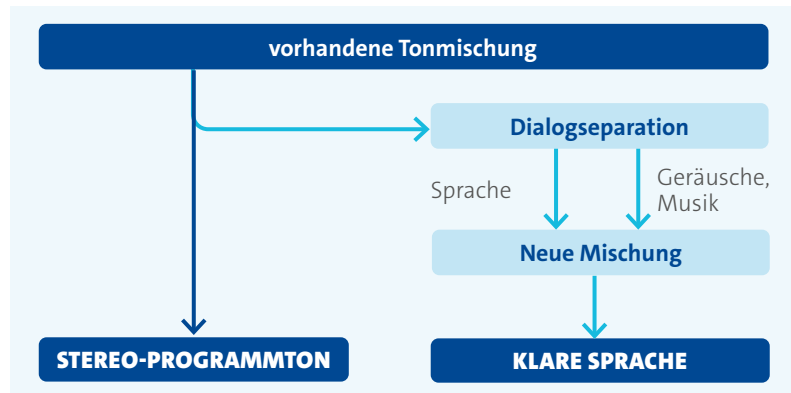 vorhandene Tonmischung
Dialogseparation
Sprache
Geräusche,
Musik
Neue Mischung
STEREO-PROGRAMMTON
KLARE SPRACHE